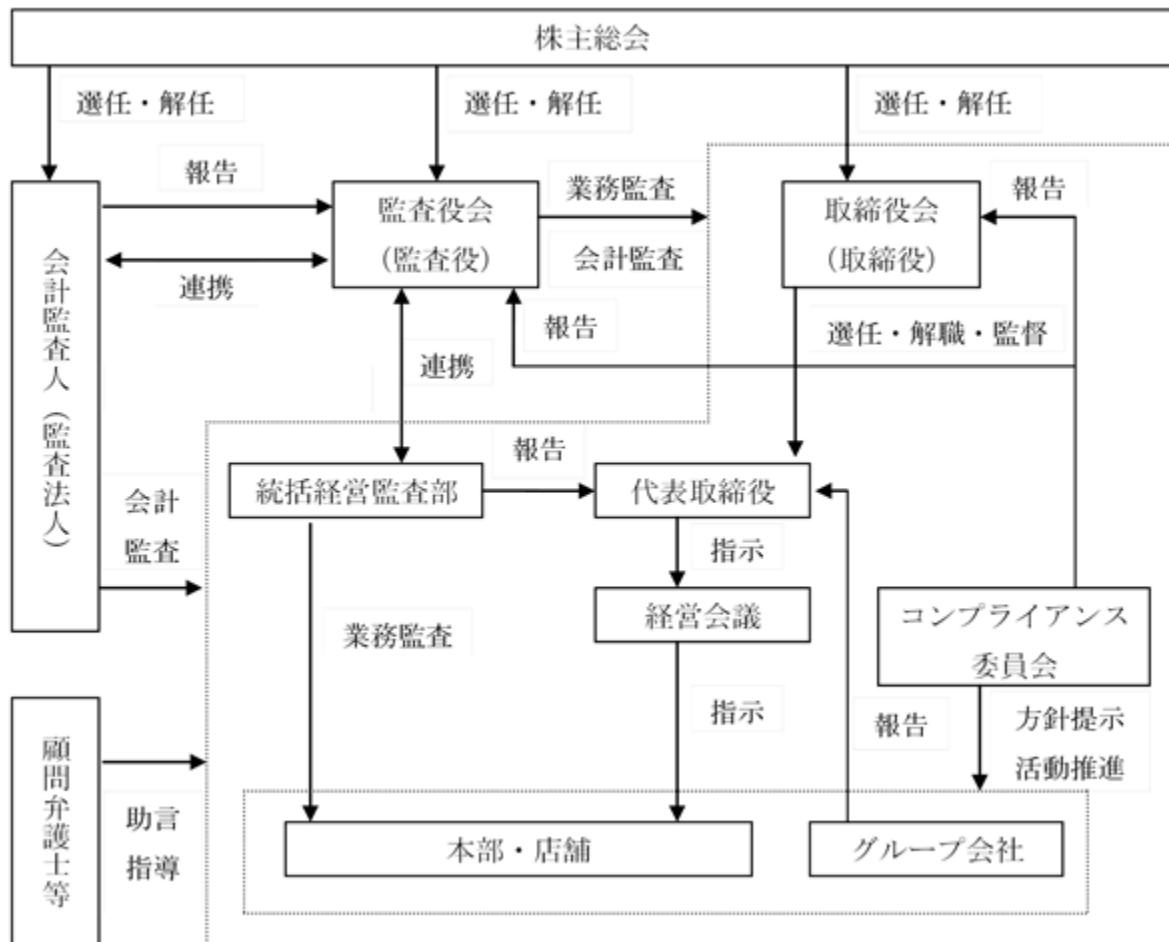 株主総会
選任・解任
選任・解任
選任・解任
報告
業務監査
報告
監査役会
(監査役)
取締役会
(取締役)
会計監査
連携
会計監査人(監査法人)
報告
選任・解職・監督
連携
報告
統括経営監査部
代表取締役
会計
監査
指示
経営会議
コンプライアンス
委員会
業務監査
指示
報告
方針提示
活動推進
顧問弁護士等
助言
指導
本部・店舗
グループ会社